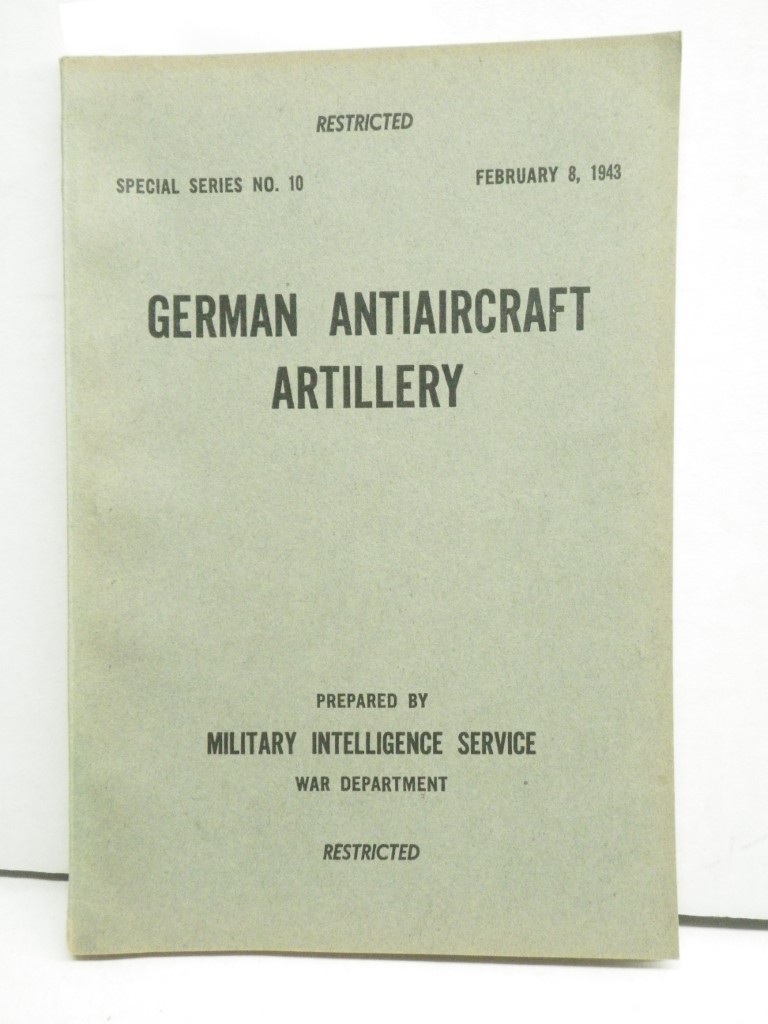 RESTRICTED
SPECIAL SERIES NO. 10 FEBRUARY 8, 1943
GERMAN ANTIAIRCRAFT
ARTILLERY
PREPARED BY
MILITARY INTELLIGENCE SERVICE
WAR DEPARTMENT
RESTRICTED